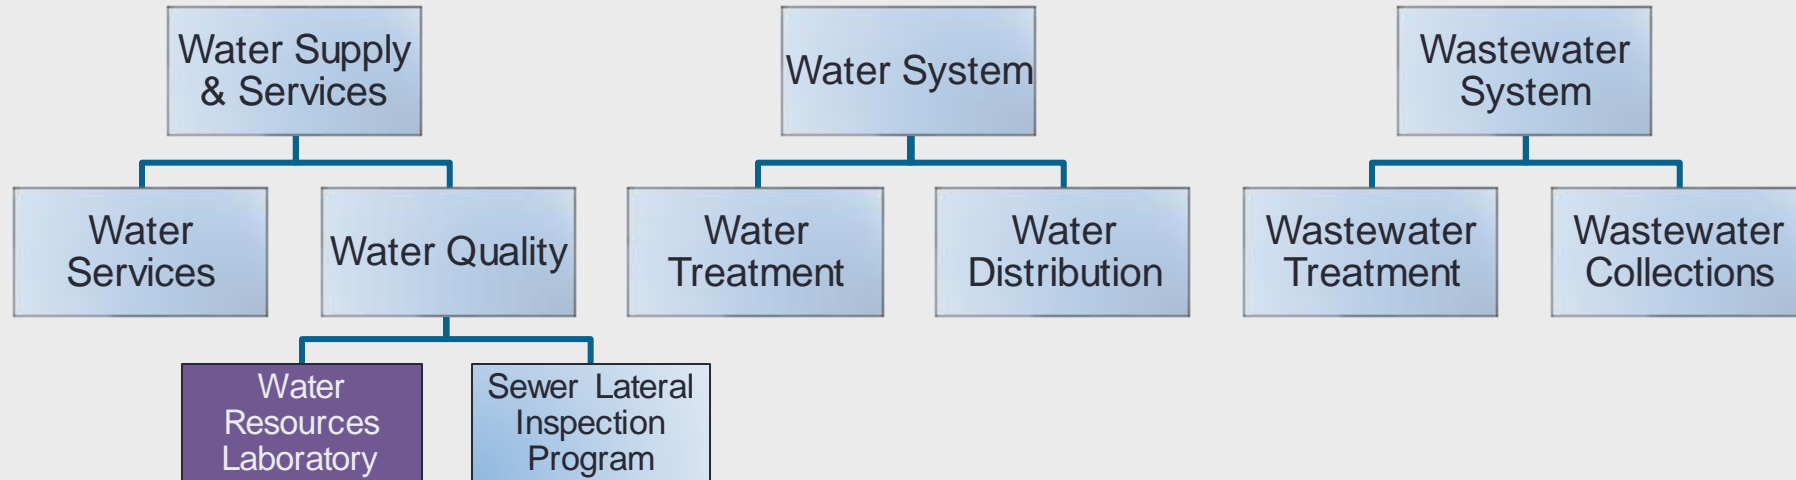 Water Supply
& Services
Water System
Wastewater
System
Water
Services
Water Quality
Water
Treatment
Water
Distribution
Wastewater
Treatment
Wastewater
Collections
Water
Resources
Laboratory
Sewer Lateral
Inspection
Program